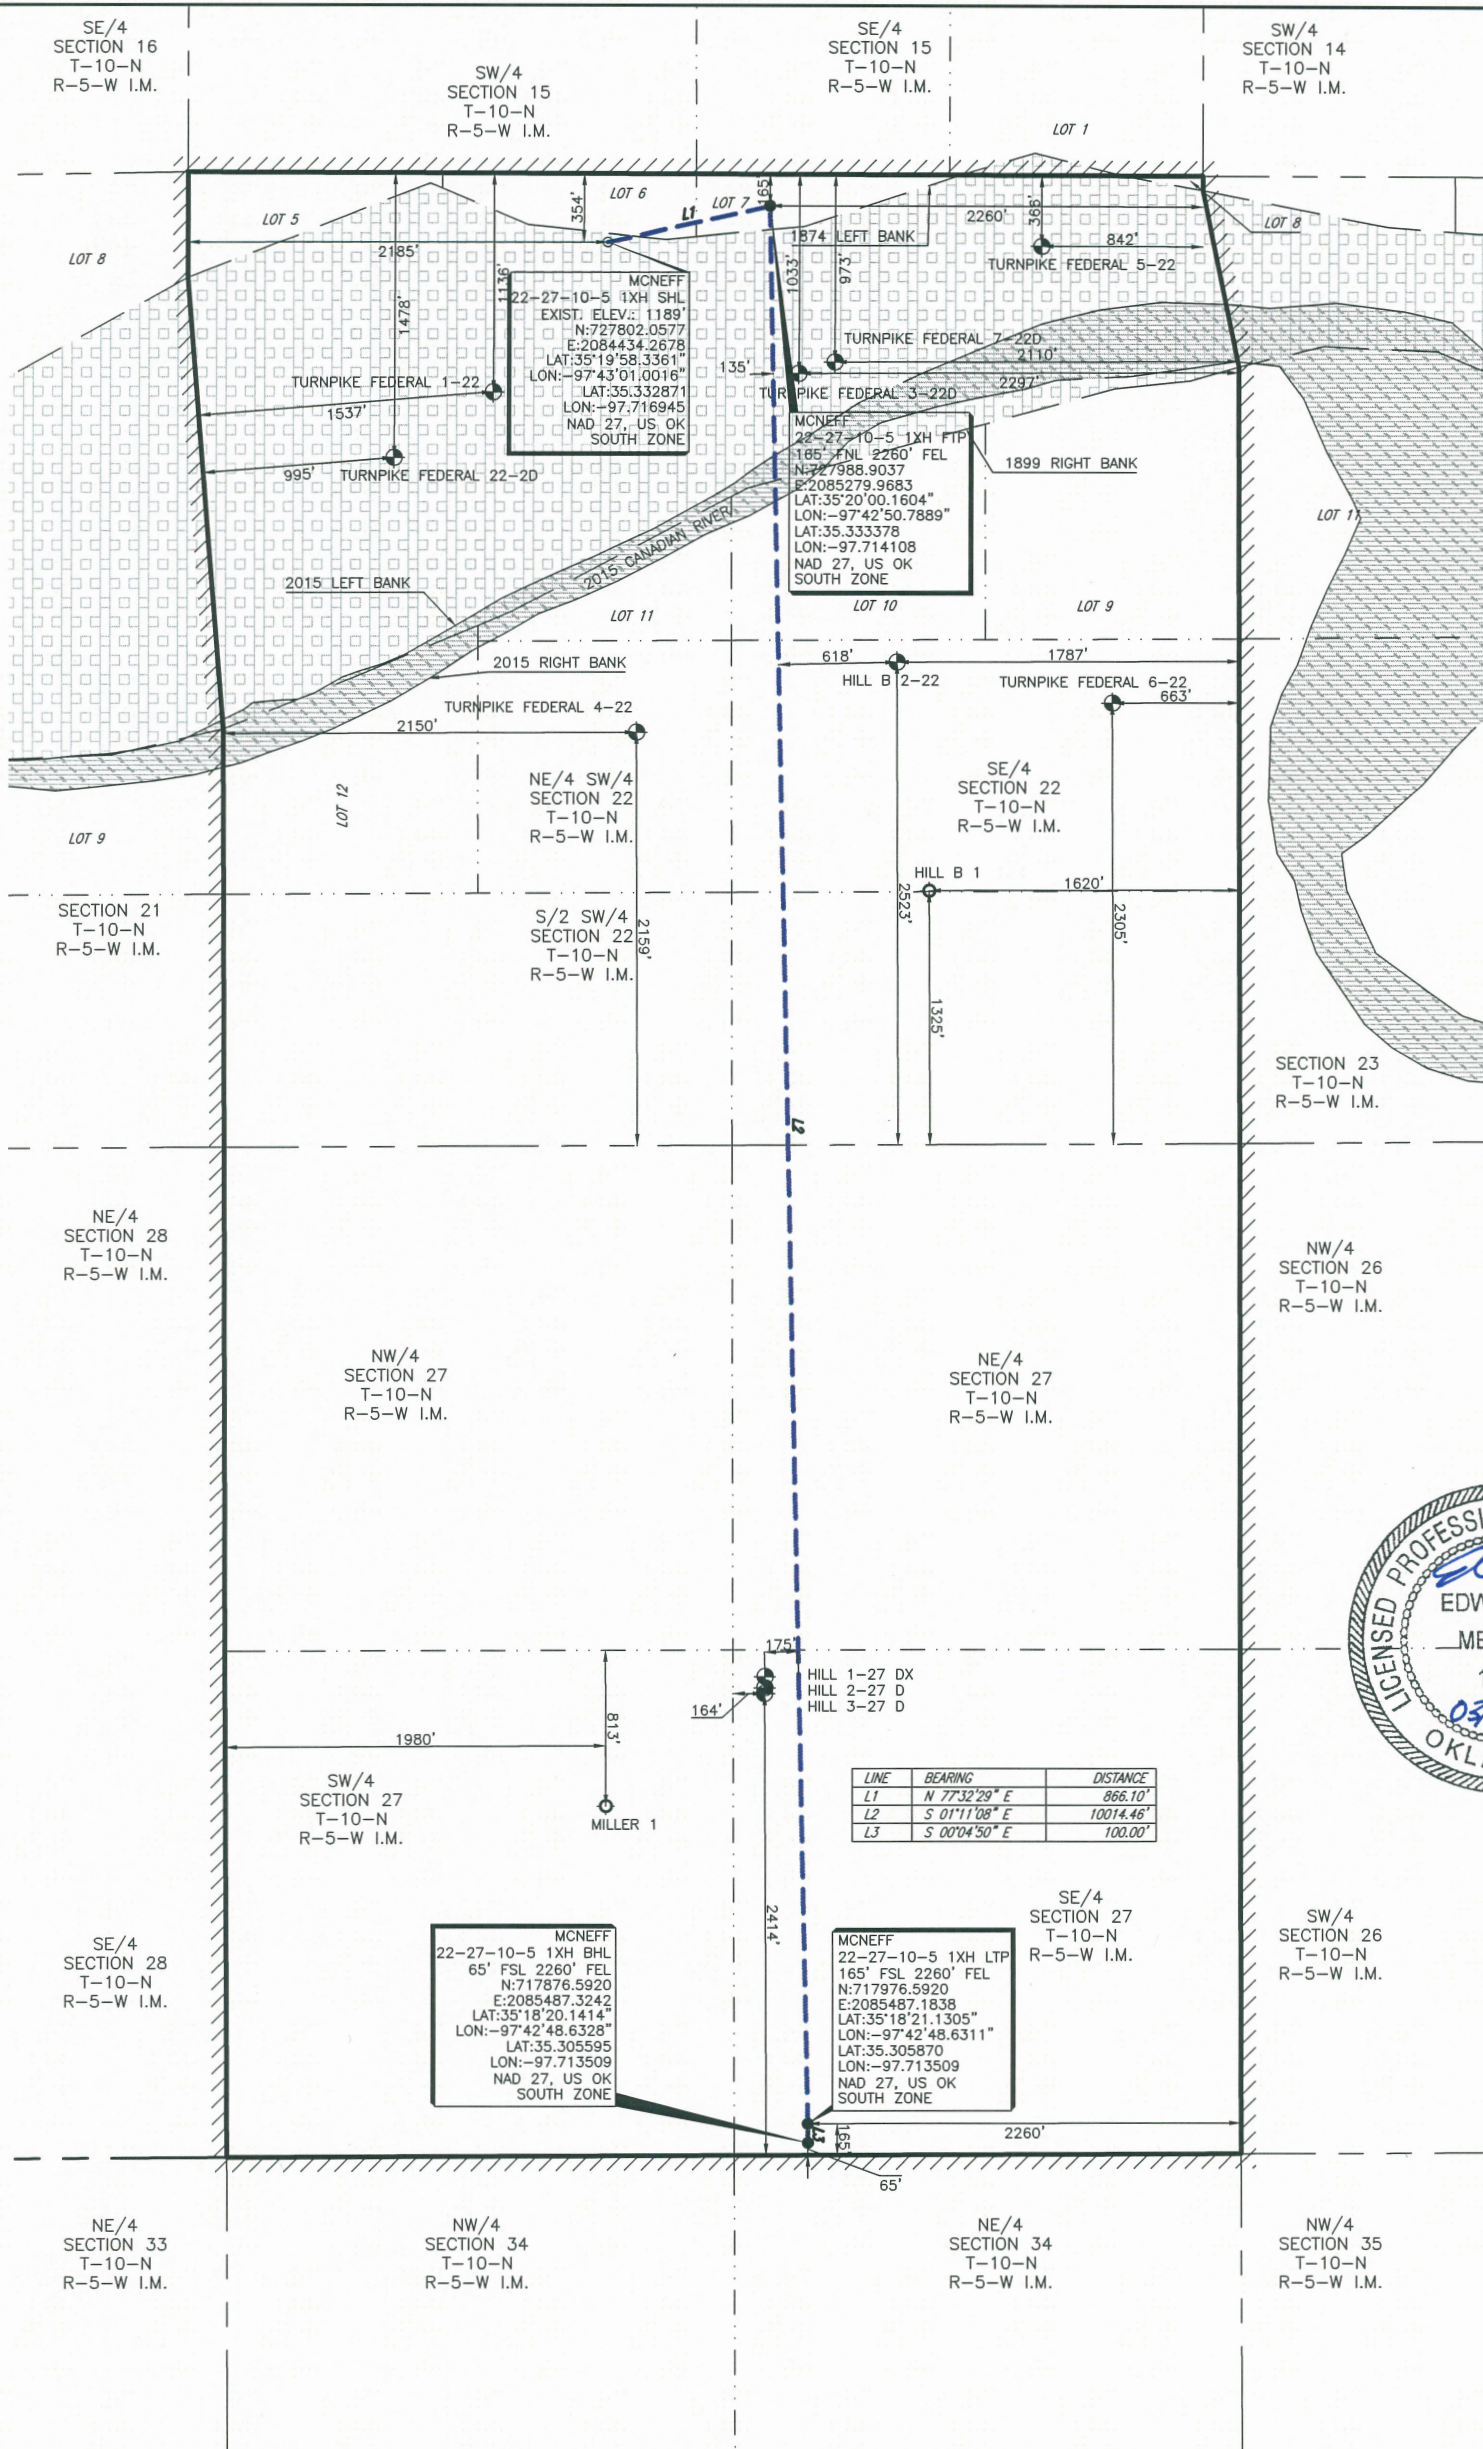 SE/4
SECTION 16
T-10-N
R-5-W I.M.
SW/4
SECTION 15
T-10-N
R-5-W I.M.
SE/4
SECTION 15
T-10-N
R-5-W I.M.
SW/4
SECTION 14
T-10-N
R-5-W I.M.
LOT 1
LOT 5
LOT 6
LOT 7
LOT 8
LOT 8
354'
165'
L1
2260'
366'
842'
1874 LEFT BANK
TURNPIKE FEDERAL 5-22
2185'
1136'
1478'
1033'
973'
MCNEFF
22-27-10-5 1XH SHL
EXIST. ELEV.: 1189'
N:727802.0577
E:2084434.2678
LAT:35°19'58.3361"
LON:-97°43'01.0016"
LAT:35.332871
LON:-97.716945
NAD 27, US OK
SOUTH ZONE
TURNPIKE FEDERAL 7-22D
2110'
135'
2297'
TURNPIKE FEDERAL 3-22D
TURNPIKE FEDERAL 1-22
1537'
995'
TURNPIKE FEDERAL 22-2D
MCNEFF
22-27-10-5 1XH FTP
165' FNL 2260' FEL
N:727988.9037
E:2085279.9683
LAT:35°20'00.1604"
LON:-97°42'50.7889"
LAT:35.333378
LON:-97.714108
NAD 27, US OK
SOUTH ZONE
1899 RIGHT BANK
LOT 11
2015 CANADIAN RIVER
2015 LEFT BANK
LOT 11
LOT 10
LOT 9
2015 RIGHT BANK
618'
1787'
HILL B 2-22
TURNPIKE FEDERAL 6-22
663'
TURNPIKE FEDERAL 4-22
2150'
LOT 12
LOT 9
NE/4 SW/4
SECTION 22
T-10-N
R-5-W I.M.
SE/4
SECTION 22
T-10-N
R-5-W I.M.
HILL B 1
1620'
SECTION 21
T-10-N
R-5-W I.M.
S/2 SW/4
SECTION 22
T-10-N
R-5-W I.M.
2159'
2523'
2305'
1325'
SECTION 23
T-10-N
R-5-W I.M.
L2
NE/4
SECTION 28
T-10-N
R-5-W I.M.
NW/4
SECTION 26
T-10-N
R-5-W I.M.
NW/4
SECTION 27
T-10-N
R-5-W I.M.
NE/4
SECTION 27
T-10-N
R-5-W I.M.
LICENSED
OKL
175'
HILL 1-27 DX
HILL 2-27 D
HILL 3-27 D
164'
813'
1980'
SW/4
SECTION 27
T-10-N
R-5-W I.M.
MILLER 1
LINE BEARING DISTANCE
L1 N 77°32'29" E 866.10'
L2 S 01°11'08" E 10014.46'
L3 S 00°04'50" E 100.00'
2414'
SE/4
SECTION 27
T-10-N
R-5-W I.M.
SE/4
SECTION 28
T-10-N
R-5-W I.M.
SW/4
SECTION 26
T-10-N
R-5-W I.M.
MCNEFF
22-27-10-5 1XH BHL
65' FSL 2260' FEL
N:717876.5920
E:2085487.3242
LAT:35°18'20.1414"
LON:-97°42'48.6328"
LAT:35.305595
LON:-97.713509
NAD 27, US OK
SOUTH ZONE
MCNEFF
22-27-10-5 1XH LTP
165' FSL 2260' FEL
N:717976.5920
E:2085487.1838
LAT:35°18'21.1305"
LON:-97°42'48.6311"
LAT:35.305870
LON:-97.713509
NAD 27, US OK
SOUTH ZONE
L3
165'
2260'
65'
NE/4
SECTION 33
T-10-N
R-5-W I.M.
NW/4
SECTION 34
T-10-N
R-5-W I.M.
NE/4
SECTION 34
T-10-N
R-5-W I.M.
NW/4
SECTION 35
T-10-N
R-5-W I.M.